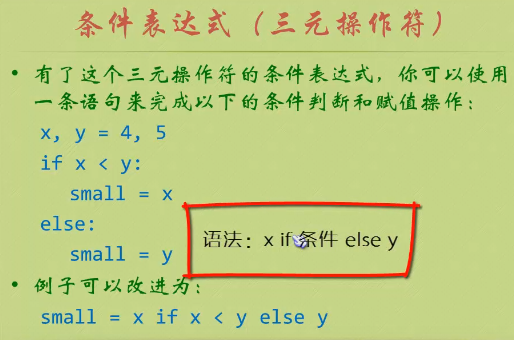 条件表达式（三元操作符）
• 有了这个三元操作符的条件表达式，你可以使用
一条语句来完成以下的条件判断和赋值操作：
x, y = 4, 5
if x < y:
small = x
else:
small = y
语法：x if 条件 else y
• 例子可以改进为：
small = x if x < y else y